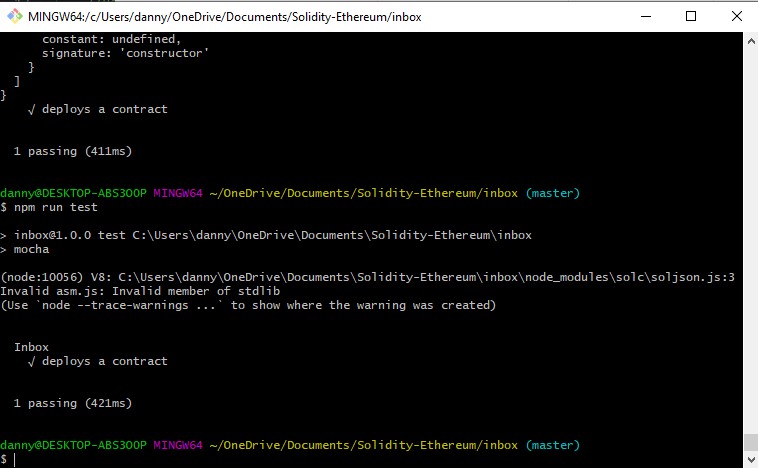 MINGW64:/c/Users/danny/OneDrive/Documents/Solidity-Ethereum/inbox
constant: undefined,
signature: 'constructor'
}
]
}
√ deploys a contract
1 passing (411ms)
danny@DESKTOP-ABS3OOP MINGW64 ~/OneDrive/Documents/Solidity-Ethereum/inbox (master)
$ npm run test
> inbox@1.0.0 test C:\Users\danny\OneDrive\Documents\Solidity-Ethereum\inbox
> mocha
(node:10056) V8: C:\Users\danny\OneDrive\Documents\Solidity-Ethereum\inbox\node_modules\solc\soljson.js:3
Invalid asm.js: Invalid member of stdlib
(Use `node --trace-warnings ...` to show where the warning was created)
Inbox
√ deploys a contract
1 passing (421ms)
danny@DESKTOP-ABS3OOP MINGW64 ~/OneDrive/Documents/Solidity-Ethereum/inbox (master)
$